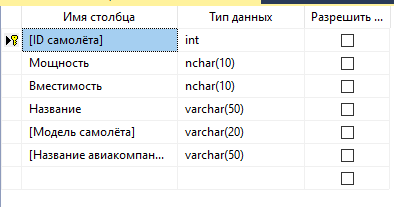 Имя столбца Тип данных Разрешить ...
[ID самолёта] int
Мощность nchar(10)
Вместимость nchar(10)
Название varchar(50)
[Модель самолёта] varchar(20)
[Название авиакомпан... varchar(50)